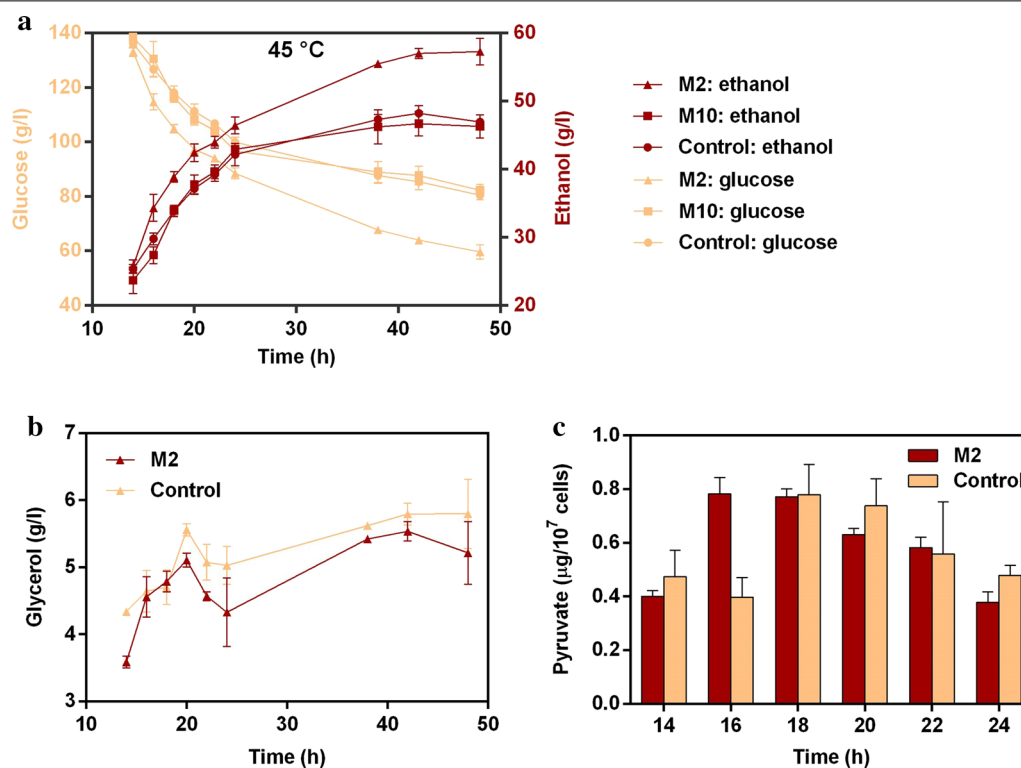 a
45 °C
140
120
100
80
60
40
Glucose (g/l)
60
50
40
30
20
Ethanol (g/l)
10 20 30 40 50
Time (h)
M2: ethanol
M10: ethanol
Control: ethanol
M2: glucose
M10: glucose
Control: glucose
b
7
6
5
4
3
Glycerol (g/l)
M2
Control
10 20 30 40 50
Time (h)
c
1.0
0.8
0.6
0.4
0.2
0.0
Pyruvate (µg/10⁷ cells)
M2
Control
14 16 18 20 22 24
Time (h)